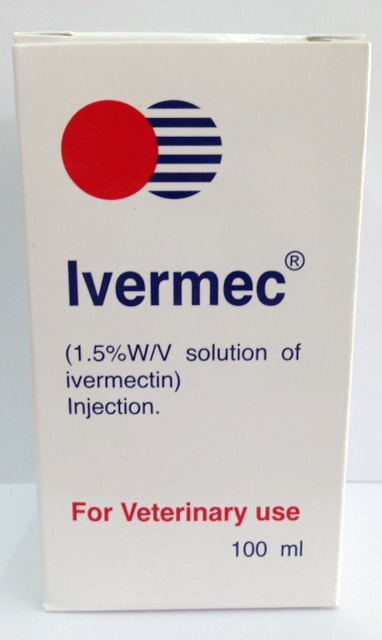 Ivermec®
(1.5%W/V solution of
ivermectin)
Injection.
For Veterinary use
100 ml